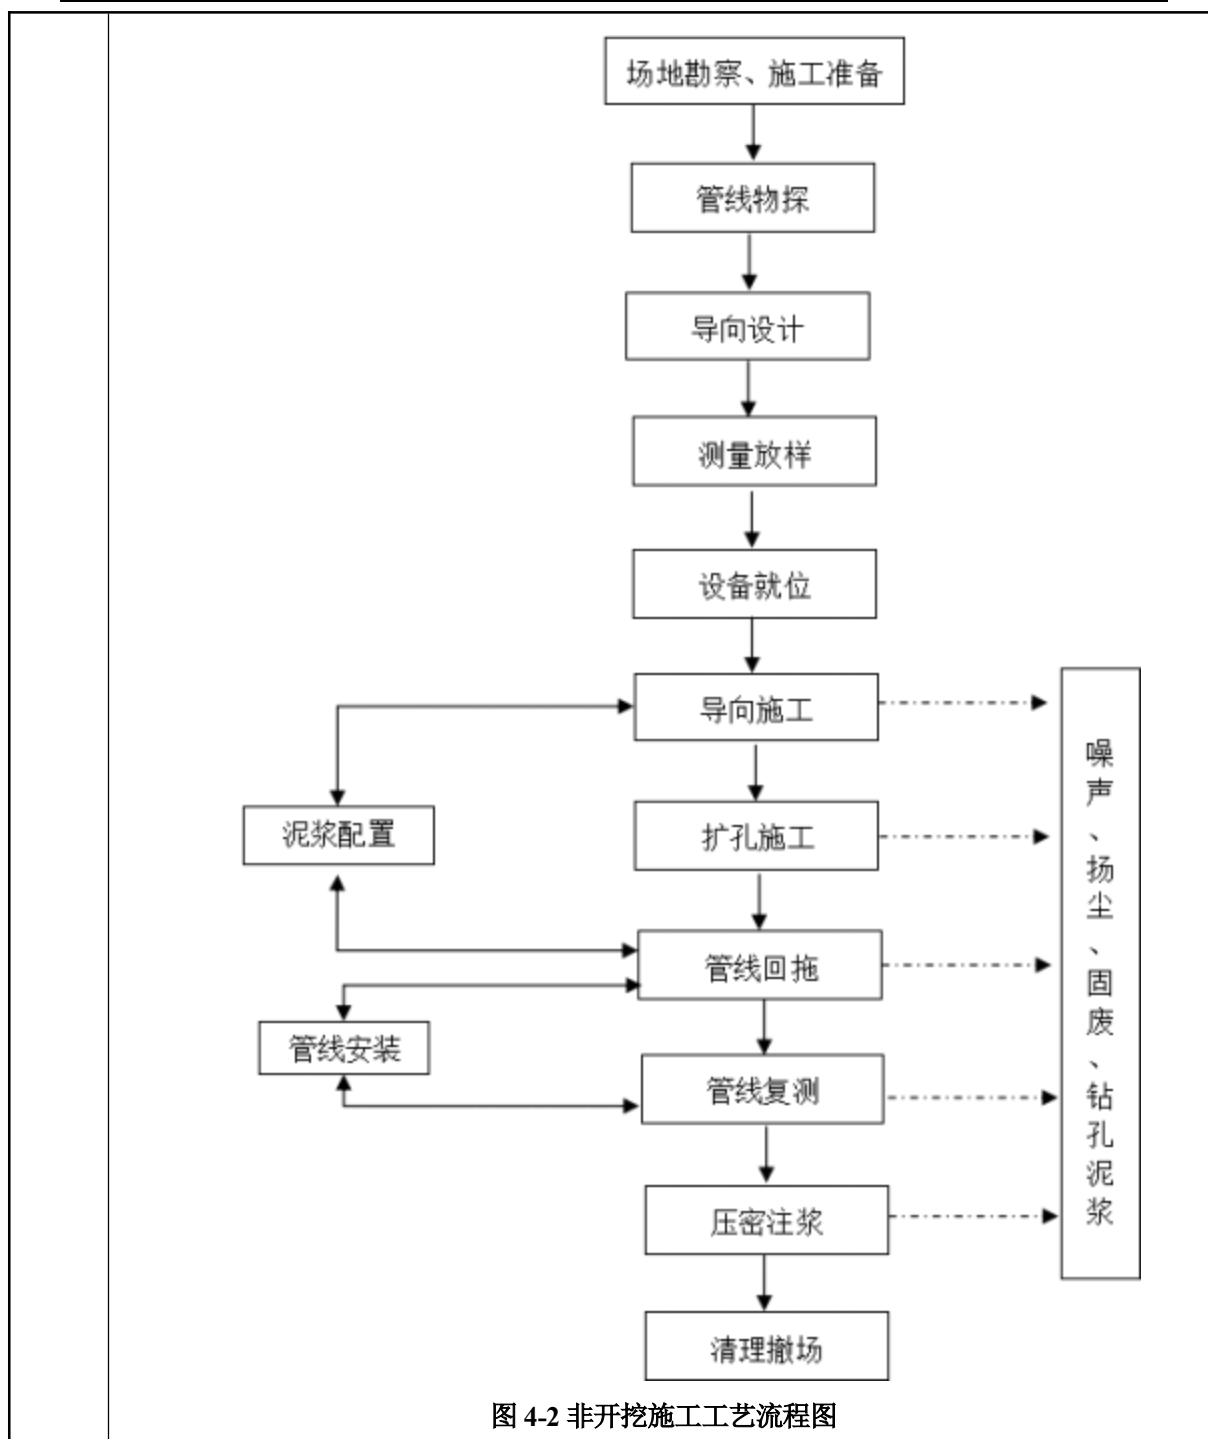 场地勘察、施工准备
管线物探
导向设计
测量放样
设备就位
导向施工
泥浆配置
扩孔施工
管线回拖
管线安装
管线复测
压密注浆
清理撤场
噪声、扬尘、固废、钻孔泥浆
图 4-2 非开挖施工工艺流程图